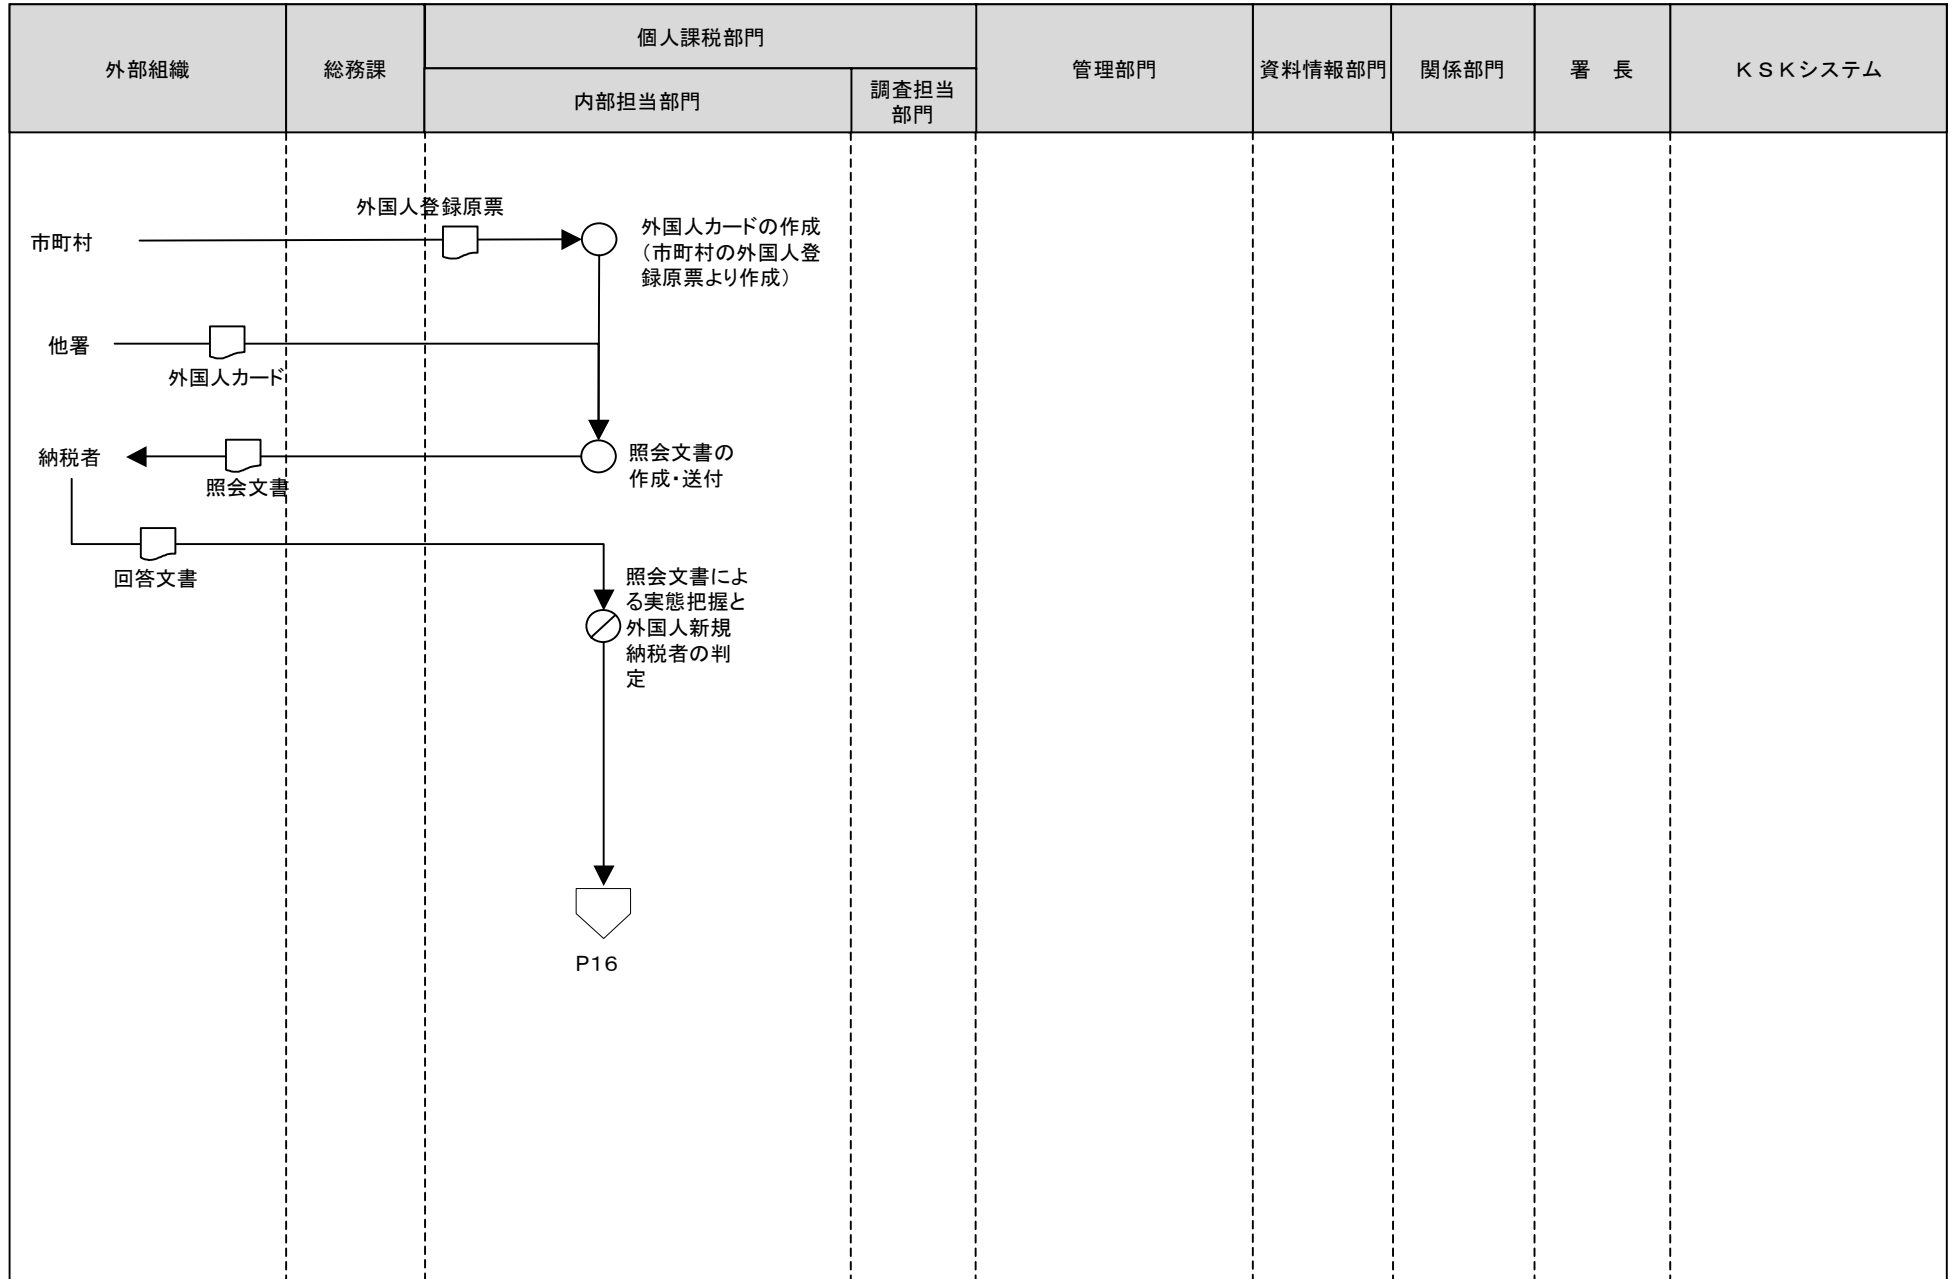 外部組織
総務課
個人課税部門
内部担当部門
調査担当
部門
管理部門
資料情報部門
関係部門
署　長
ＫＳＫシステム
外国人登録原票
市町村
外国人カードの作成
（市町村の外国人登
録原票より作成）
他署
外国人カード
納税者
照会文書
照会文書の
作成・送付
回答文書
照会文書によ
る実態把握と
外国人新規
納税者の判
定
P16